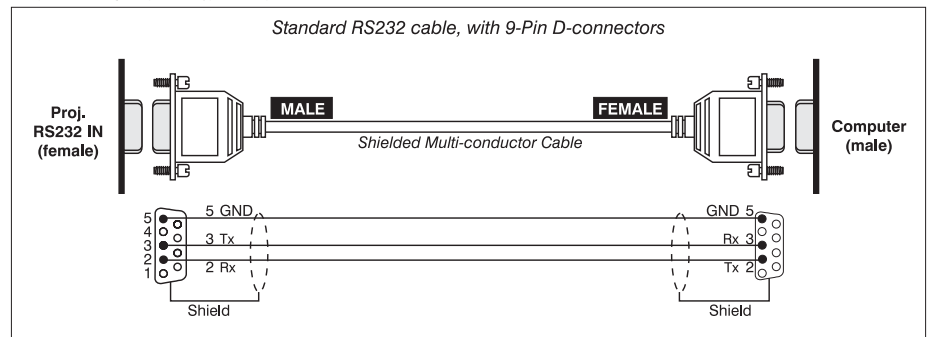 Standard RS232 cable, with 9-Pin D-connectors
Proj.
RS232 IN
(female)
MALE
FEMALE
Shielded Multi-conductor Cable
Computer
(male)
5
4
3
2
1
5 GND
3 Tx
2 Rx
GND 5
Rx 3
Tx 2
Shield
Shield